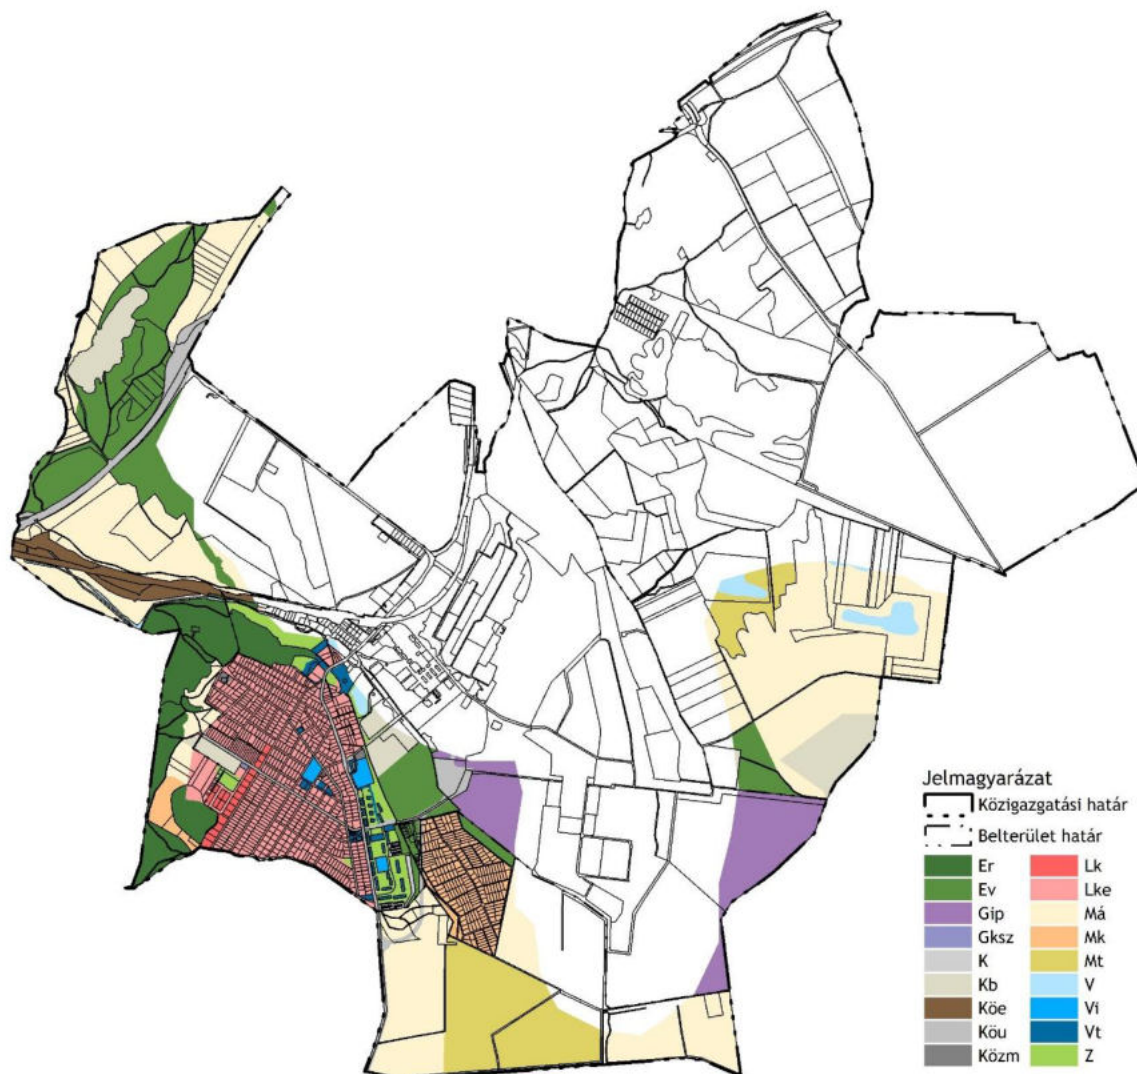 Jelmagyarázat
Közigazgatási határ
Belterület határ
Er
Ev
Gip
Gksz
K
Kb
Köe
Köu
Közm
Lk
Lke
Má
Mk
Mt
V
Vi
Vt
Z